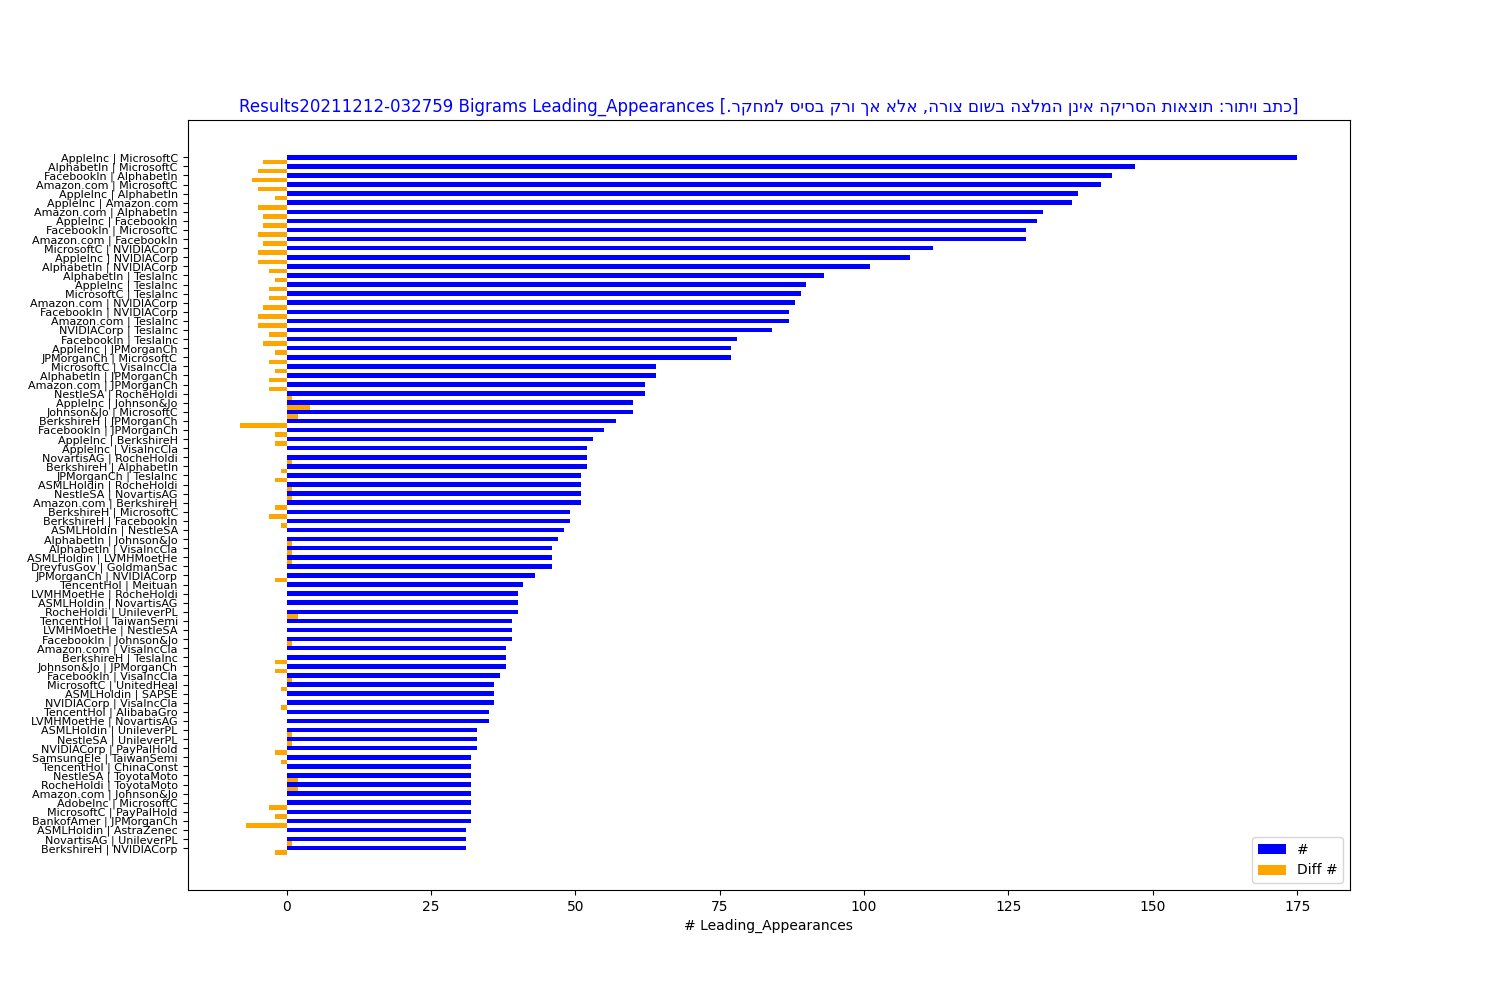 Results20211212-032759 Bigrams Leading_Appearances [כתב ויתור: תוצאות הסריקה אינן המלצה בשום צורה, אלא אך ורק בסיס למחקר.]
AppleInc | MicrosoftC
AlphabetIn | MicrosoftC
FacebookIn | AlphabetIn
Amazon.com | MicrosoftC
AppleInc | AlphabetIn
AppleInc | Amazon.com
Amazon.com | AlphabetIn
AppleInc | FacebookIn
FacebookIn | MicrosoftC
Amazon.com | FacebookIn
MicrosoftC | NVIDIACorp
AppleInc | NVIDIACorp
AlphabetIn | NVIDIACorp
AlphabetIn | TeslaInc
AppleInc | TeslaInc
MicrosoftC | TeslaInc
Amazon.com | NVIDIACorp
FacebookIn | NVIDIACorp
Amazon.com | TeslaInc
NVIDIACorp | TeslaInc
FacebookIn | TeslaInc
AppleInc | JPMorganCh
JPMorganCh | MicrosoftC
MicrosoftC | VisaIncCla
AlphabetIn | JPMorganCh
Amazon.com | JPMorganCh
NestleSA | RocheHoldi
AppleInc | Johnson&Jo
Johnson&Jo | MicrosoftC
BerkshireH | JPMorganCh
FacebookIn | JPMorganCh
AppleInc | BerkshireH
AppleInc | VisaIncCla
NovartisAG | RocheHoldi
BerkshireH | AlphabetIn
JPMorganCh | TeslaInc
ASMLHoldin | RocheHoldi
NestleSA | NovartisAG
Amazon.com | BerkshireH
BerkshireH | MicrosoftC
BerkshireH | FacebookIn
ASMLHoldin | NestleSA
AlphabetIn | Johnson&Jo
AlphabetIn | VisaIncCla
ASMLHoldin | LVMHMoetHe
DreyfusGov | GoldmanSac
JPMorganCh | NVIDIACorp
TencentHol | Meituan
LVMHMoetHe | RocheHoldi
ASMLHoldin | NovartisAG
RocheHoldi | UnileverPL
TencentHol | TaiwanSemi
LVMHMoetHe | NestleSA
FacebookIn | Johnson&Jo
Amazon.com | VisaIncCla
BerkshireH | TeslaInc
Johnson&Jo | JPMorganCh
FacebookIn | VisaIncCla
MicrosoftC | UnitedHeal
ASMLHoldin | SAPSE
NVIDIACorp | VisaIncCla
TencentHol | AlibabaGro
LVMHMoetHe | NovartisAG
ASMLHoldin | UnileverPL
NestleSA | UnileverPL
NVIDIACorp | PayPalHold
SamsungEle | TaiwanSemi
TencentHol | ChinaConst
NestleSA | ToyotaMoto
RocheHoldi | ToyotaMoto
Amazon.com | Johnson&Jo
AdobeInc | MicrosoftC
MicrosoftC | PayPalHold
BankofAmer | JPMorganCh
ASMLHoldin | AstraZenec
NovartisAG | UnileverPL
BerkshireH | NVIDIACorp
#
Diff #
0 25 50 75 100 125 150 175
# Leading_Appearances